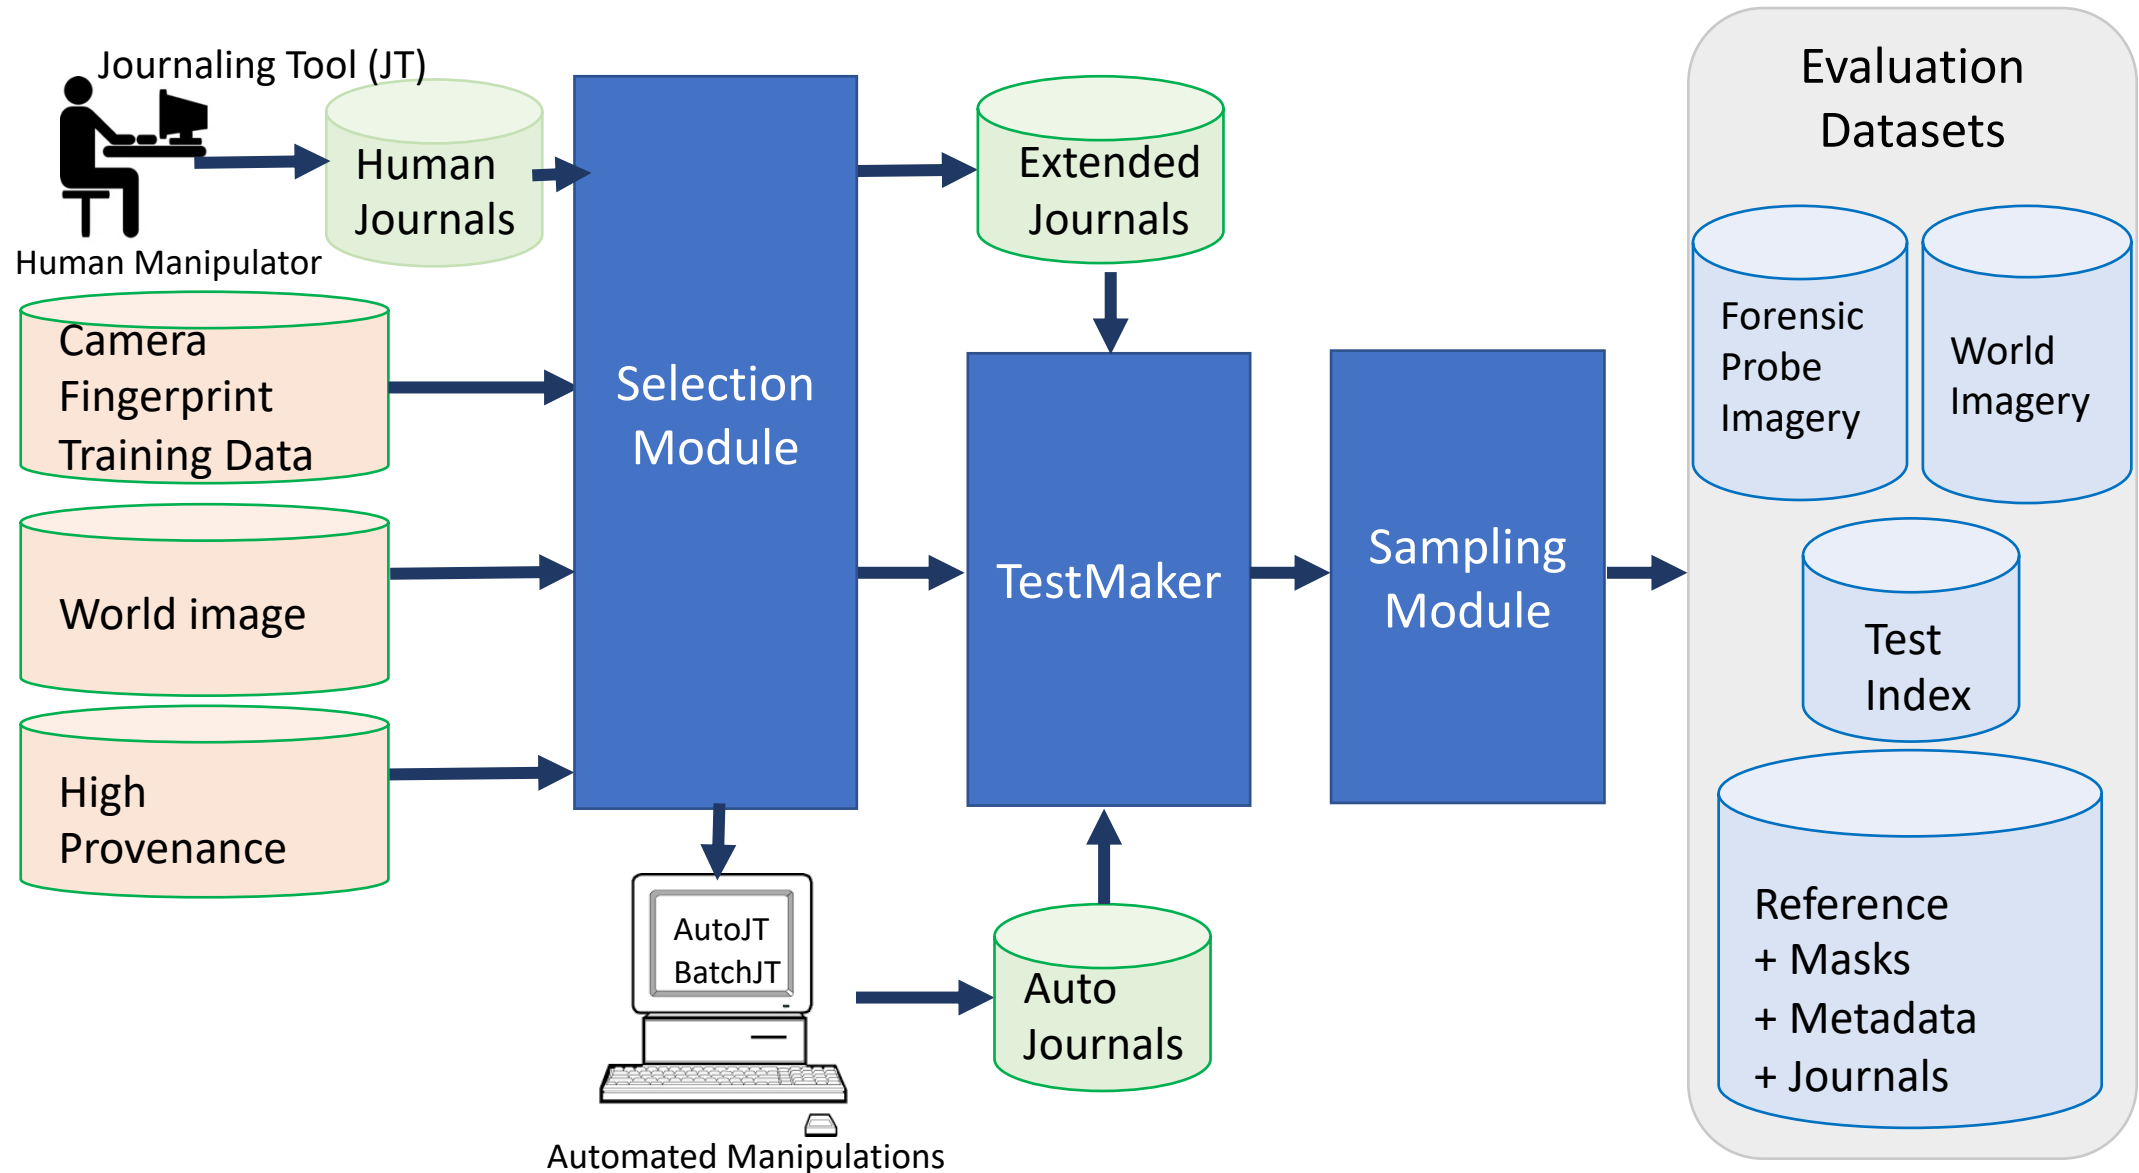 Journaling Tool (JT)
Human
Journals
Human Manipulator
Camera
Fingerprint
Training Data
World image
High
Provenance
Selection
Module
AutoJT
BatchJT
Automated Manipulations
Extended
Journals
TestMaker
Auto
Journals
Sampling
Module
Evaluation
Datasets
Forensic
Probe
Imagery
World
Imagery
Test
Index
Reference
+ Masks
+ Metadata
+ Journals